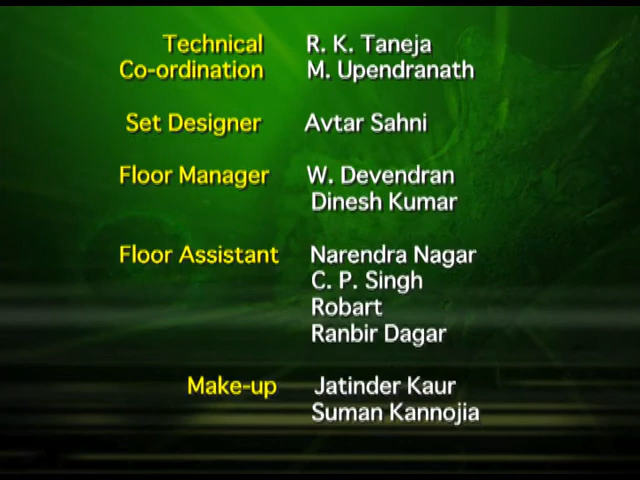 Technical R. K. Taneja
Co-ordination M. Upendranath
Set Designer Avtar Sahni
Floor Manager W. Devendran
Dinesh Kumar
Floor Assistant Narendra Nagar
C. P. Singh
Robart
Ranbir Dagar
Make-up Jatinder Kaur
Suman Kannojia